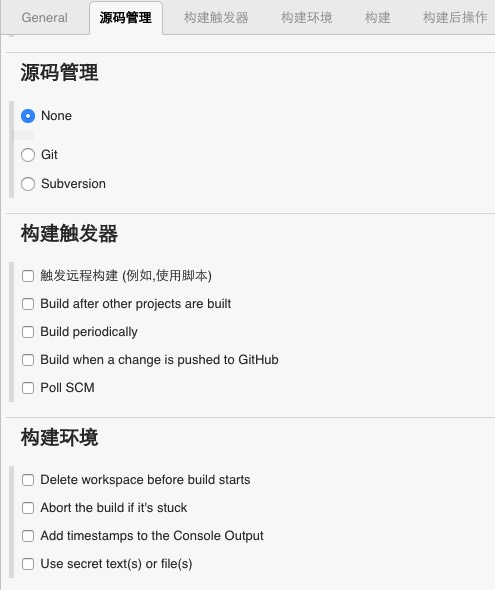 General 源码管理 构建触发器 构建环境 构建 构建后操作
源码管理
None
Git
Subversion
构建触发器
触发远程构建 (例如,使用脚本)
Build after other projects are built
Build periodically
Build when a change is pushed to GitHub
Poll SCM
构建环境
Delete workspace before build starts
Abort the build if it's stuck
Add timestamps to the Console Output
Use secret text(s) or file(s)